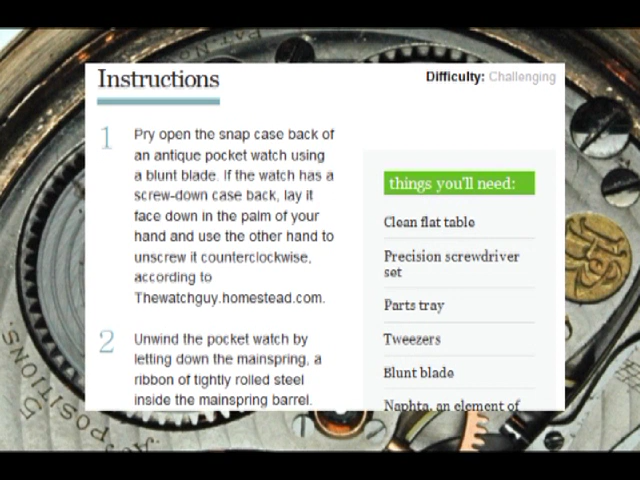 Instructions
Difficulty: Challenging
1
Pry open the snap case back of
an antique pocket watch using
a blunt blade. If the watch has a
screw-down case back, lay it
face down in the palm of your
hand and use the other hand to
unscrew it counterclockwise,
according to
Thewatchguy.homestead.com.
2
Unwind the pocket watch by
letting down the mainspring, a
ribbon of tightly rolled steel
inside the mainspring barrel.
things you'll need:
Clean flat table
Precision screwdriver
set
Parts tray
Tweezers
Blunt blade
Naphta, an element of
5
POSITIONS.